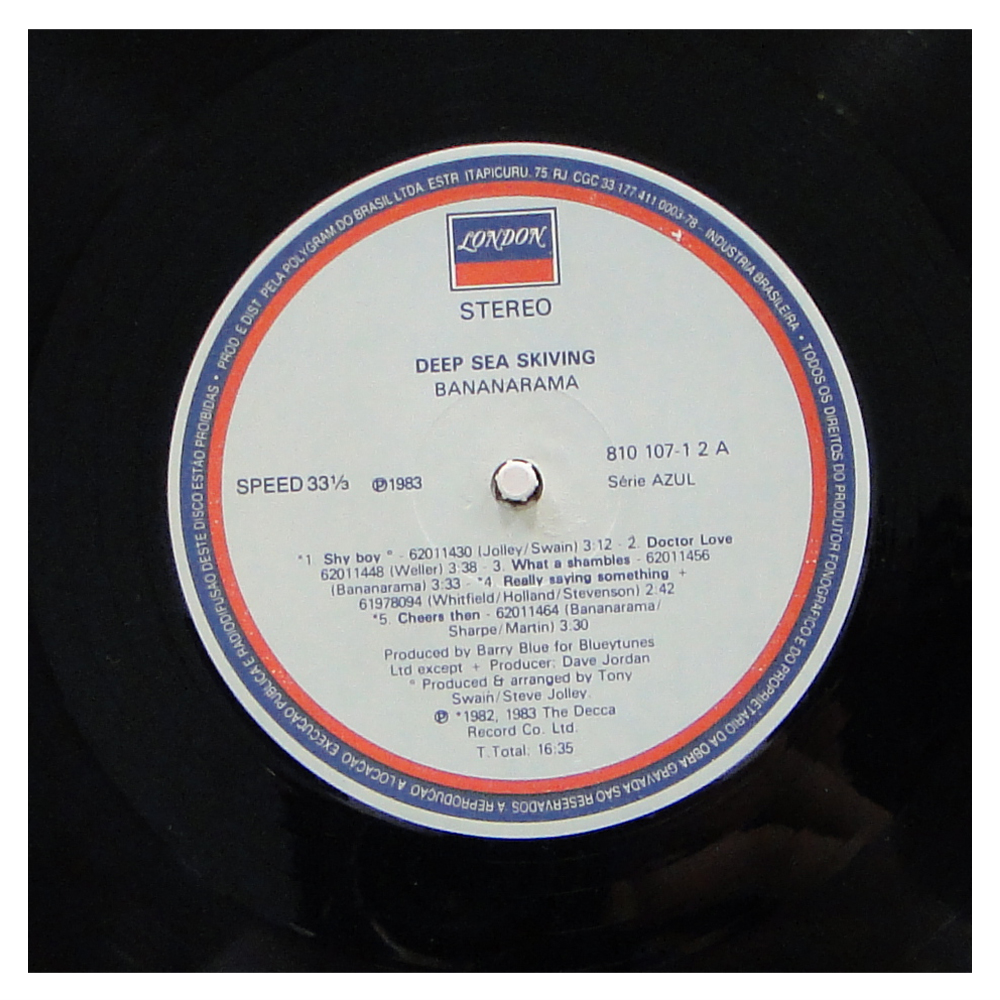 PROD. E DIST. PELA POLYGRAM DO BRASIL LTDA. ESTR. ITAPICURU. 75 RJ CGC 33 177 411 0003-78 - INDUSTRIA BRASILEIRA • TODOS OS DIREITOS DO PRODUTOR FONOGRAFICO E DO PROPRIETARIO DA OBRA GRAVADA SAO RESERVADOS A REPRODUÇÃO A LOCAÇÃO EXECUÇÃO PUBLICA E RADIODIFUSAO DESTE DISCO ESTÃO PROIBIDAS •
LONDON
STEREO
DEEP SEA SKIVING
BANANARAMA
810 107-1 2 A
SPEED 33⅓ ℗1983
Série AZUL
*1 Shy boy ° - 62011430 (Jolley/Swain) 3:12 - 2. Doctor Love
62011448 (Weller) 3:38 - 3. What a shambles - 62011456
(Bananarama) 3:33 - *4. Really saying something +
61978094 (Whitfield/Holland/Stevenson) 2:42
*5. Cheers then - 62011464 (Bananarama/
Sharpe/Martin) 3:30
Produced by Barry Blue for Blueytunes
Ltd except + Producer: Dave Jordan
° Produced & arranged by Tony
Swain/Steve Jolley.
℗ *1982, 1983 The Decca
Record Co. Ltd.
T.Total: 16:35